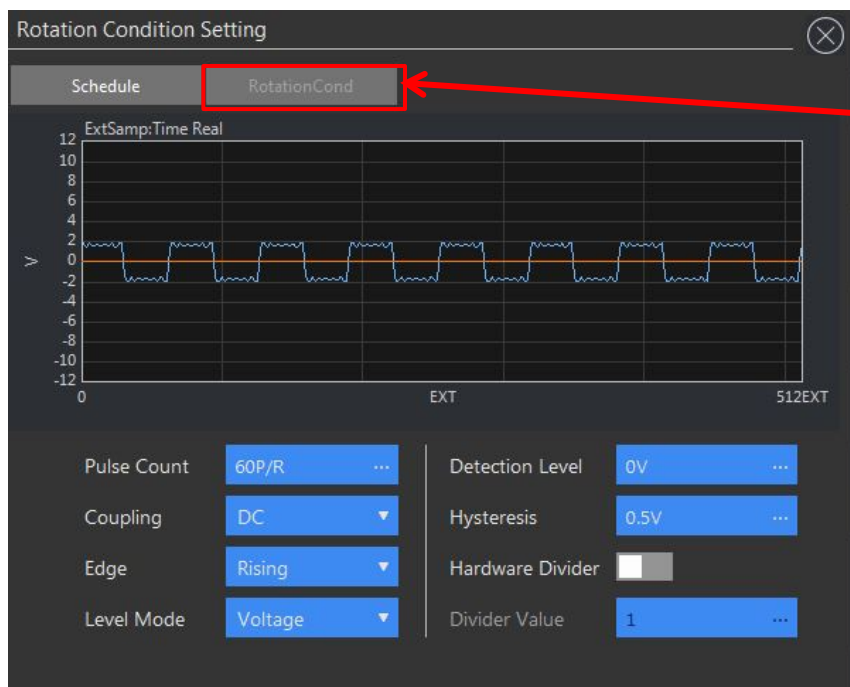 Rotation Condition Setting
Schedule RotationCond
ExtSamp:Time Real
12
10
8
6
4
2
0
-2
-4
-6
-8
-10
-12
V
0 EXT 512EXT
Pulse Count 60P/R ... Detection Level 0V ...
Coupling DC Hysteresis 0.5V ...
Edge Rising Hardware Divider
Level Mode Voltage Divider Value 1 ...